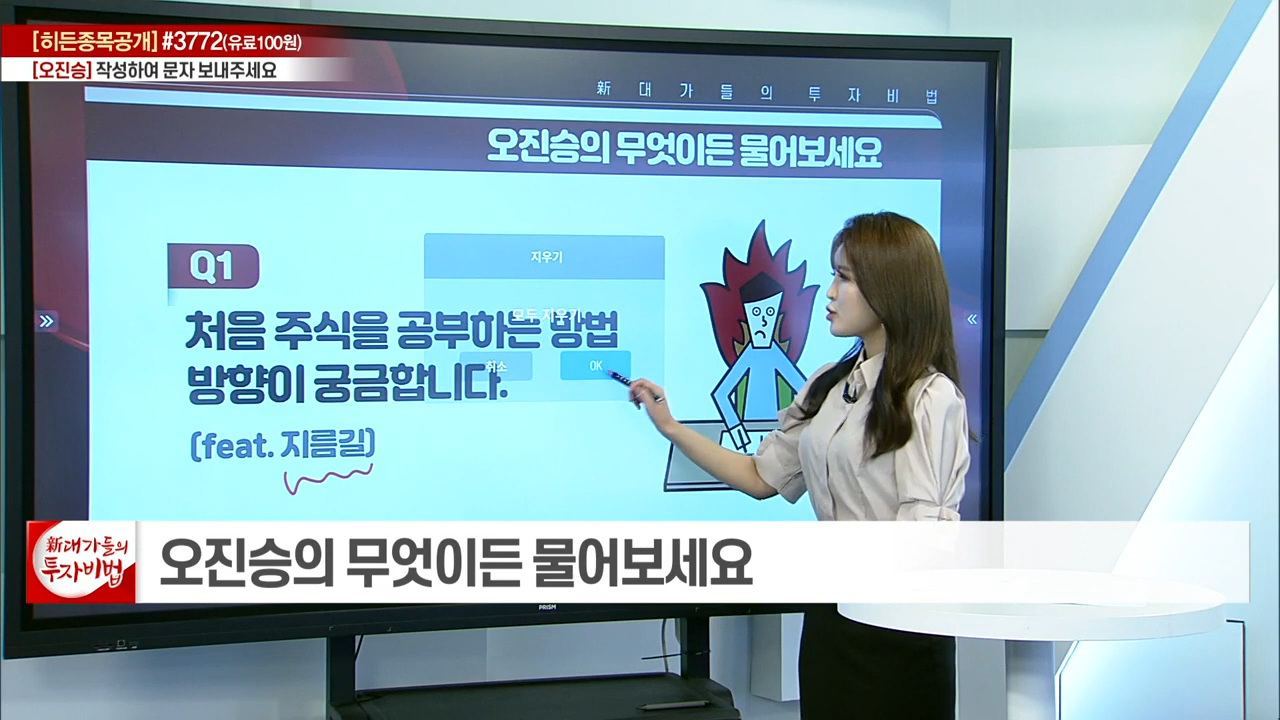 [히든종목공개] #3772(유료100원)
[오진승] 작성하여 문자 보내주세요
新 대 가 들 의 투 자 비 법
오진승의 무엇이든 물어보세요
Q1
지우기
모두 지우기
처음 주식을 공부하는 방법
취소 OK
방향이 궁금합니다.
(feat. 지름길)
新대가들의
투자비법
오진승의 무엇이든 물어보세요
PRISM